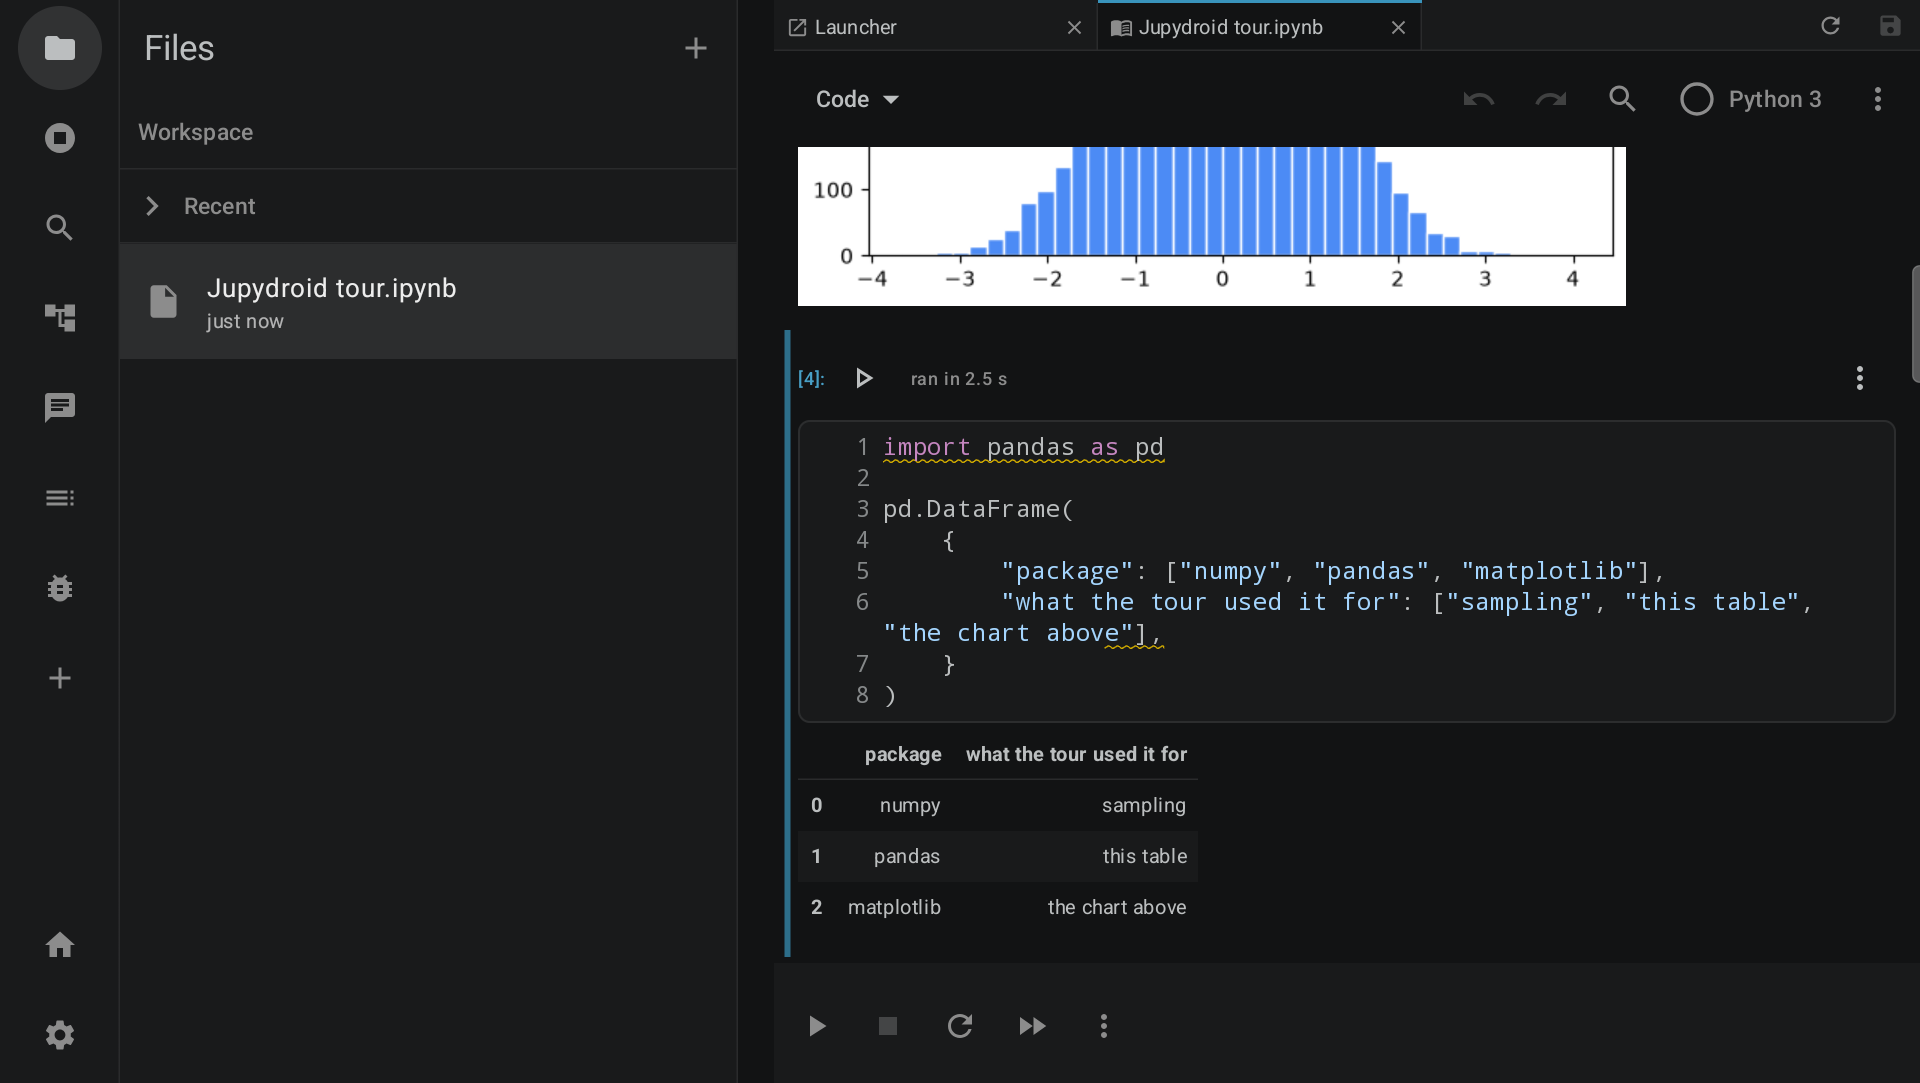 Files
Workspace
Recent
Jupydroid tour.ipynb
just now
Launcher
Jupydroid tour.ipynb
Code
Python 3
100
0
−4 −3 −2 −1 0 1 2 3 4
[4]:
ran in 2.5 s
1 import pandas as pd
2
3 pd.DataFrame(
4     {
5         "package": ["numpy", "pandas", "matplotlib"],
6         "what the tour used it for": ["sampling", "this table",
"the chart above"],
7     }
8 )
package what the tour used it for
0 numpy sampling
1 pandas this table
2 matplotlib the chart above